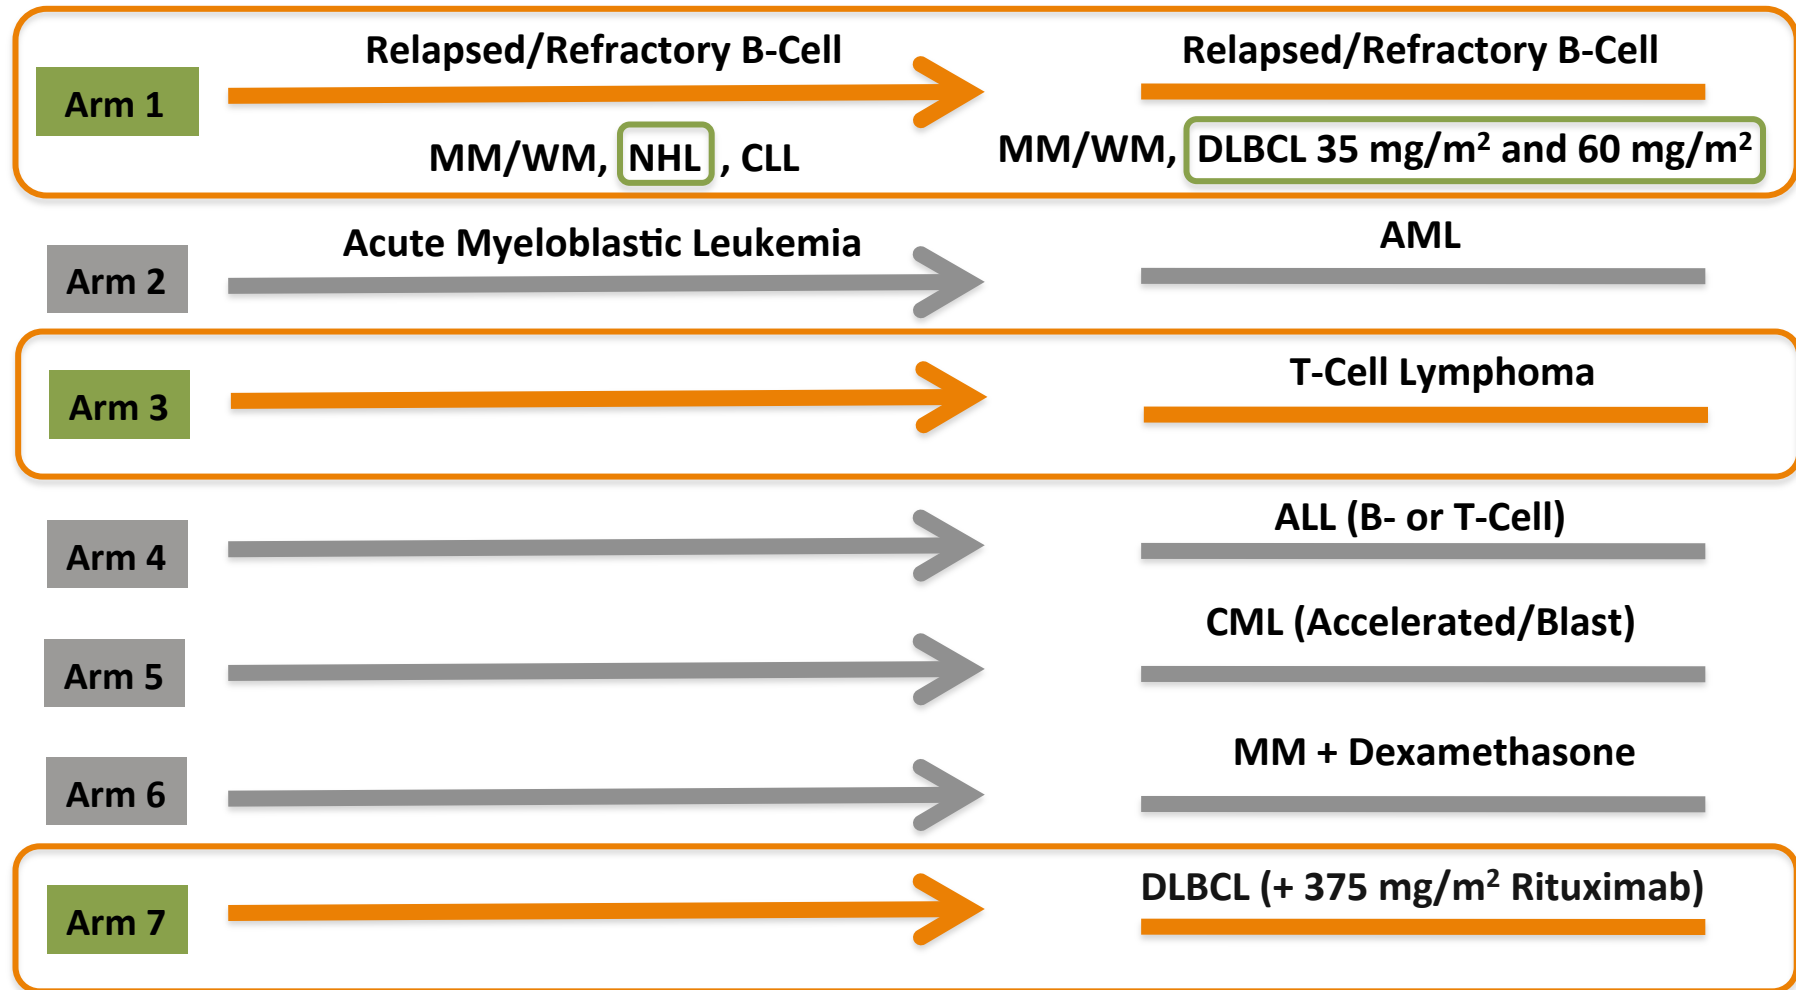 Relapsed/Refractory B-Cell
Relapsed/Refractory B-Cell
Arm 1
MM/WM, NHL, CLL
MM/WM, DLBCL 35 mg/m² and 60 mg/m²
Acute Myeloblastic Leukemia
AML
Arm 2
T-Cell Lymphoma
Arm 3
ALL (B- or T-Cell)
Arm 4
CML (Accelerated/Blast)
Arm 5
MM + Dexamethasone
Arm 6
DLBCL (+ 375 mg/m² Rituximab)
Arm 7